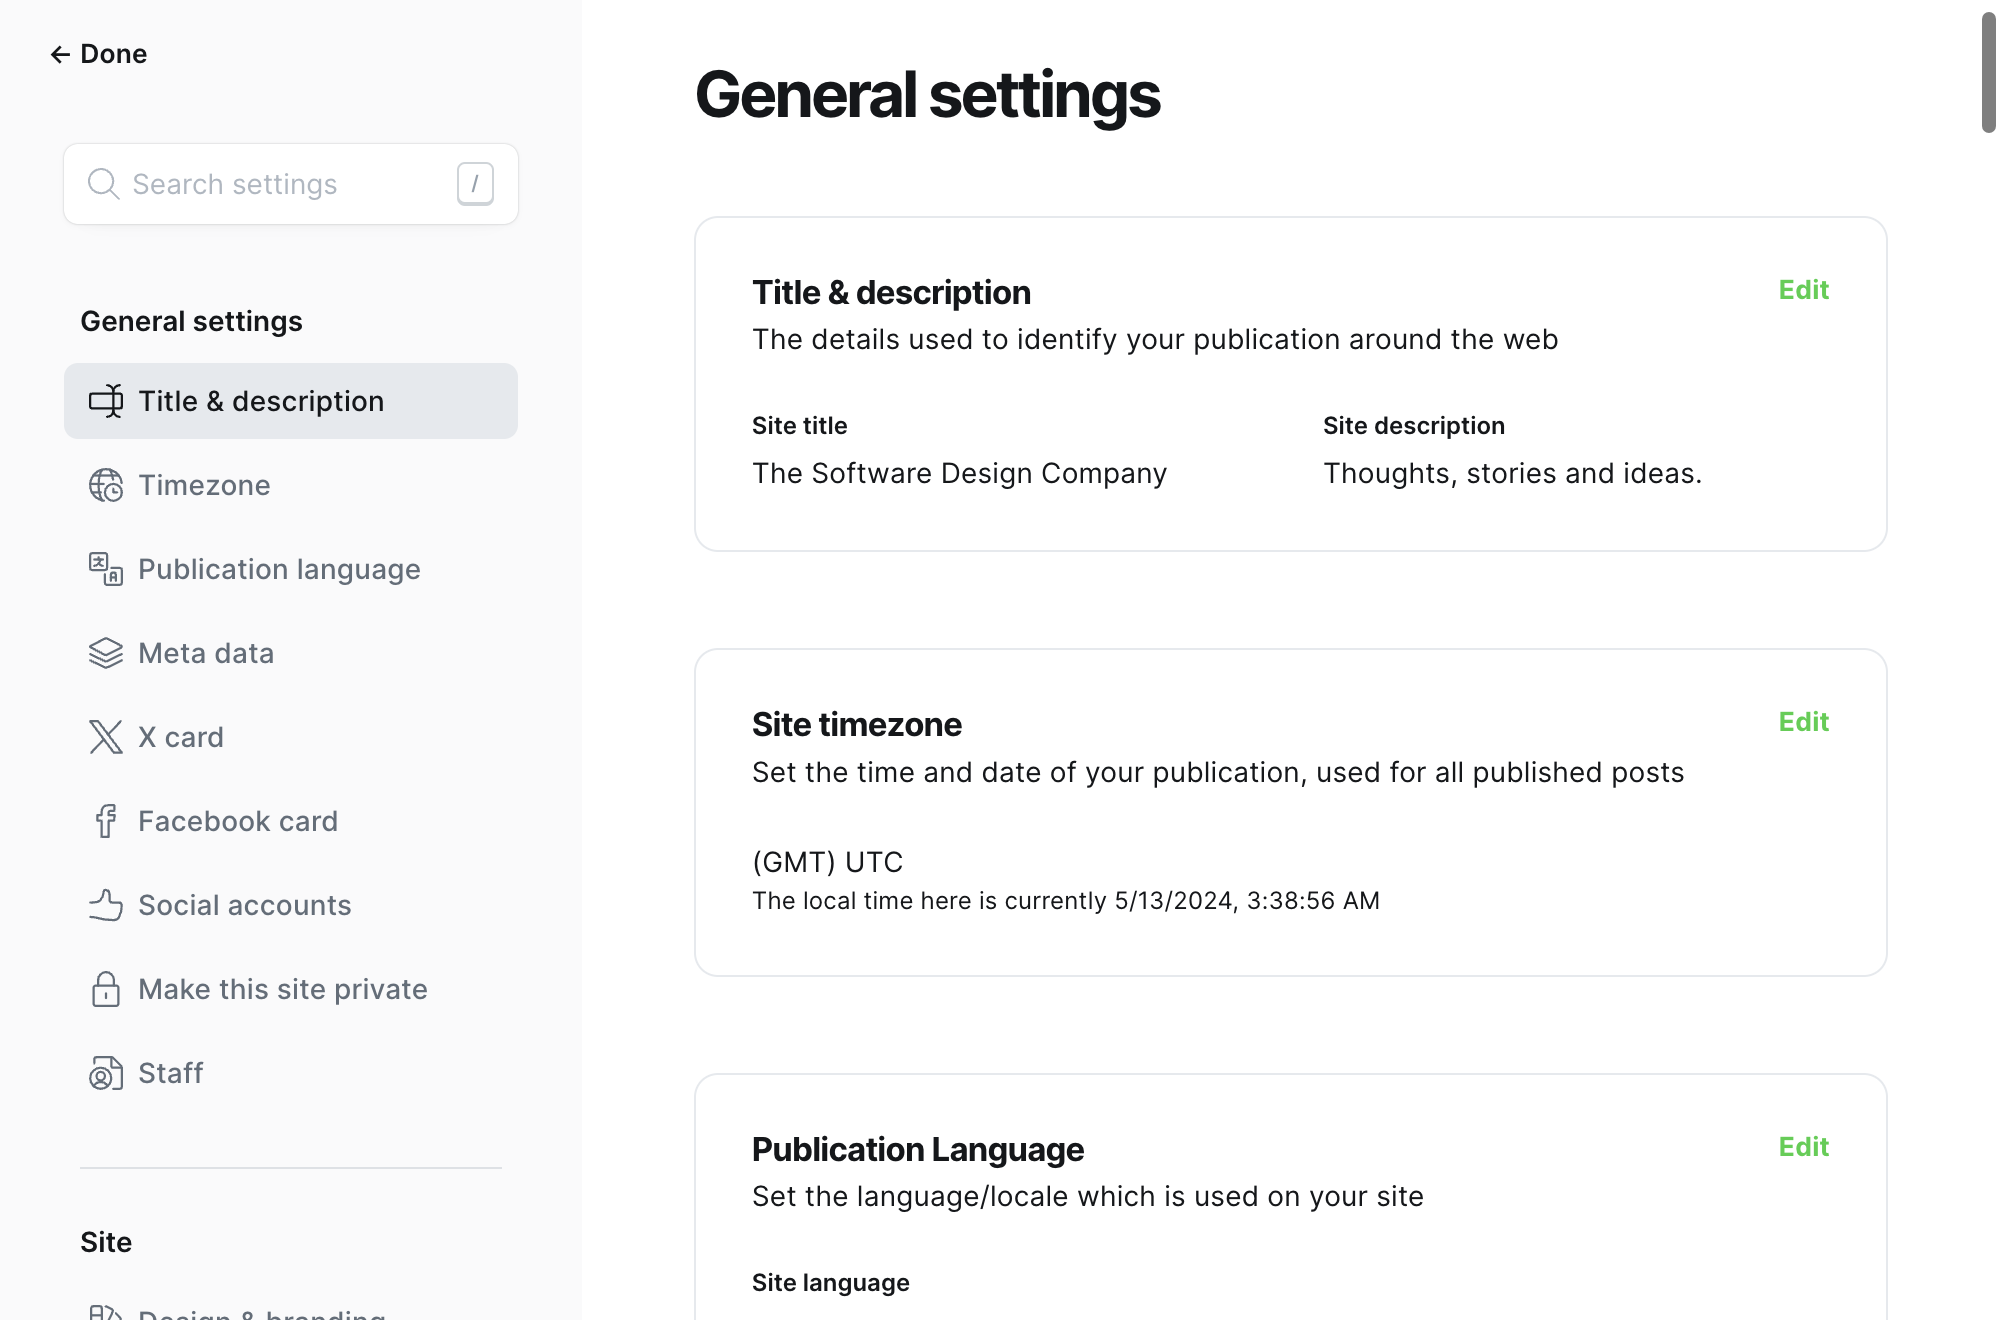 ← Done
Search settings /
General settings
Title & description
Timezone
Publication language
Meta data
X card
Facebook card
Social accounts
Make this site private
Staff
Site
Design & branding
General settings
Title & description
Edit
The details used to identify your publication around the web
Site title
The Software Design Company
Site description
Thoughts, stories and ideas.
Site timezone
Edit
Set the time and date of your publication, used for all published posts
(GMT) UTC
The local time here is currently 5/13/2024, 3:38:56 AM
Publication Language
Edit
Set the language/locale which is used on your site
Site language